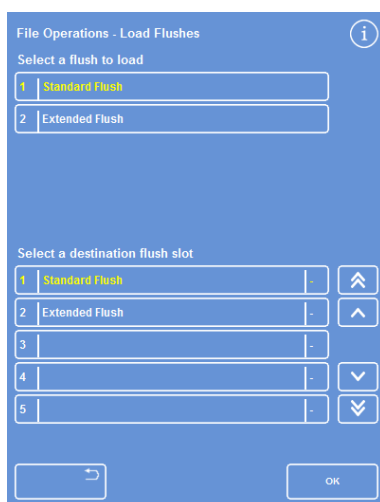 File Operations - Load Flushes
i
Select a flush to load
1 Standard Flush
2 Extended Flush
Select a destination flush slot
1 Standard Flush -
2 Extended Flush -
3 -
4 -
5 -
OK